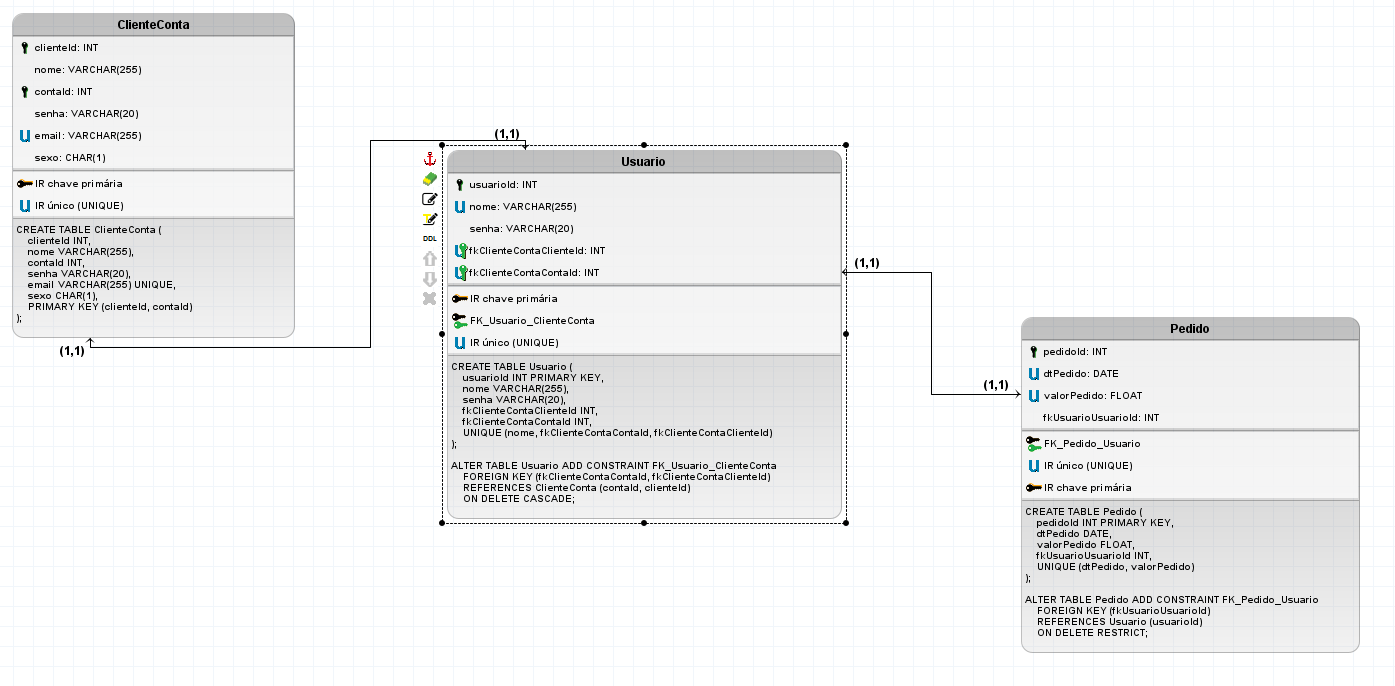 ClienteConta
clienteId: INT
nome: VARCHAR(255)
contaId: INT
senha: VARCHAR(20)
U email: VARCHAR(255)
sexo: CHAR(1)
IR chave primária
U IR único (UNIQUE)
CREATE TABLE ClienteConta (
clienteId INT,
nome VARCHAR(255),
contaId INT,
senha VARCHAR(20),
email VARCHAR(255) UNIQUE,
sexo CHAR(1),
PRIMARY KEY (clienteId, contaId)
);
(1,1)
(1,1)
DDL
Usuario
usuarioId: INT
U nome: VARCHAR(255)
senha: VARCHAR(20)
U fkClienteContaClienteId: INT
U fkClienteContaContaId: INT
IR chave primária
FK_Usuario_ClienteConta
U IR único (UNIQUE)
CREATE TABLE Usuario (
usuarioId INT PRIMARY KEY,
nome VARCHAR(255),
senha VARCHAR(20),
fkClienteContaClienteId INT,
fkClienteContaContaId INT,
UNIQUE (nome, fkClienteContaContaId, fkClienteContaClienteId)
);
ALTER TABLE Usuario ADD CONSTRAINT FK_Usuario_ClienteConta
FOREIGN KEY (fkClienteContaContaId, fkClienteContaClienteId)
REFERENCES ClienteConta (contaId, clienteId)
ON DELETE CASCADE;
(1,1)
(1,1)
Pedido
pedidoId: INT
U dtPedido: DATE
U valorPedido: FLOAT
fkUsuarioUsuarioId: INT
FK_Pedido_Usuario
U IR único (UNIQUE)
IR chave primária
CREATE TABLE Pedido (
pedidoId INT PRIMARY KEY,
dtPedido DATE,
valorPedido FLOAT,
fkUsuarioUsuarioId INT,
UNIQUE (dtPedido, valorPedido)
);
ALTER TABLE Pedido ADD CONSTRAINT FK_Pedido_Usuario
FOREIGN KEY (fkUsuarioUsuarioId)
REFERENCES Usuario (usuarioId)
ON DELETE RESTRICT;